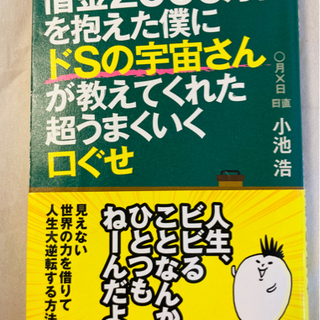 を抱えた僕に
ドSの宇宙さん
が教えてくれた
超うまくいく
口ぐせ
○月×日
日直
小池浩
人生、
ビビる
ことなんか
ひとつも
ねーんだよ
見えない
世界の力を借りて
人生大逆転する方法